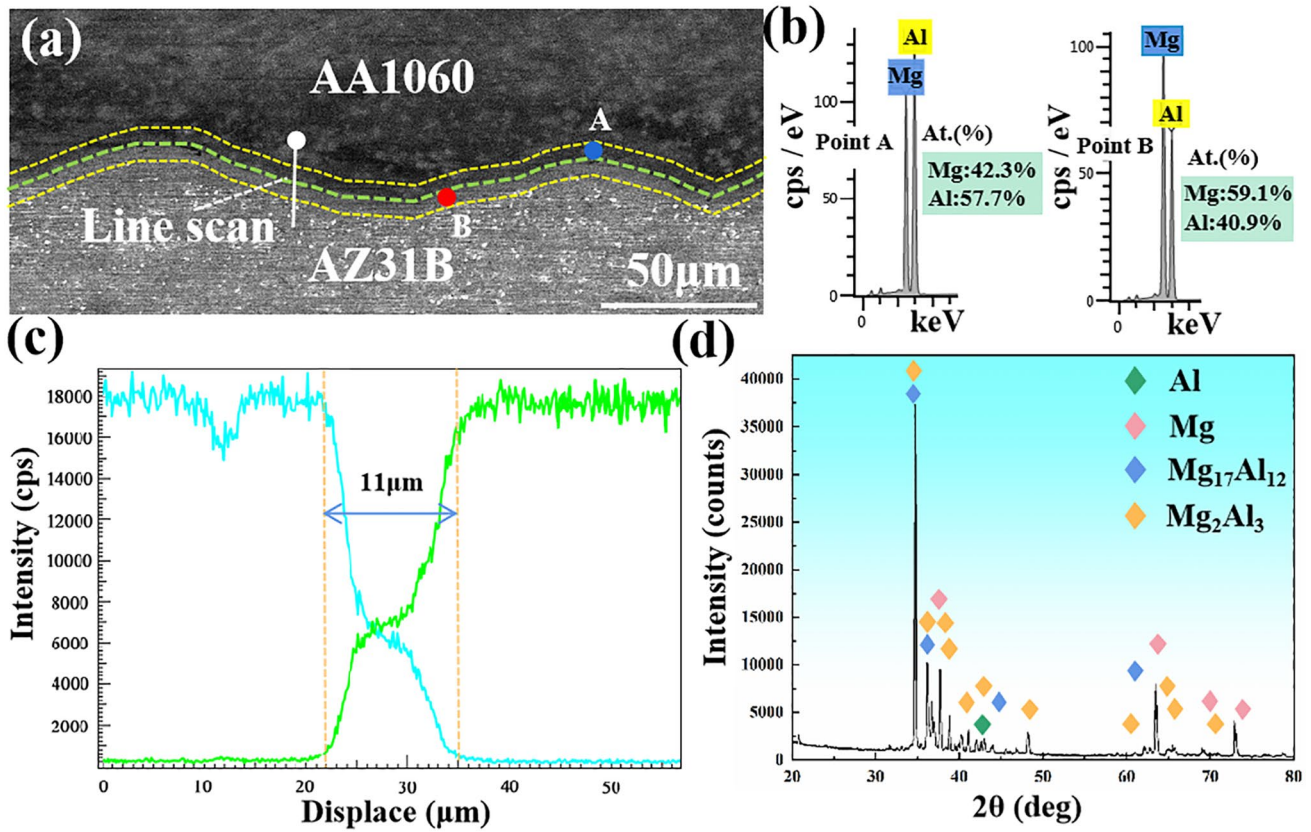 (a)
AA1060
A
Line scan
B
AZ31B
50μm
(b)
cps / eV
100
50
0
Al
Mg
Point A
At.(%)
Mg:42.3%
Al:57.7%
0
keV
cps / eV
100
50
0
Mg
Al
Point B
At.(%)
Mg:59.1%
Al:40.9%
0
keV
(c)
Intensity (cps)
18000
16000
14000
12000
10000
8000
6000
4000
2000
11μm
0
10
20
30
40
50
Displace (μm)
(d)
Intensity (counts)
40000
35000
30000
25000
20000
15000
10000
5000
0
Al
Mg
Mg₁₇Al₁₂
Mg₂Al₃
20
30
40
50
60
70
80
2θ (deg)